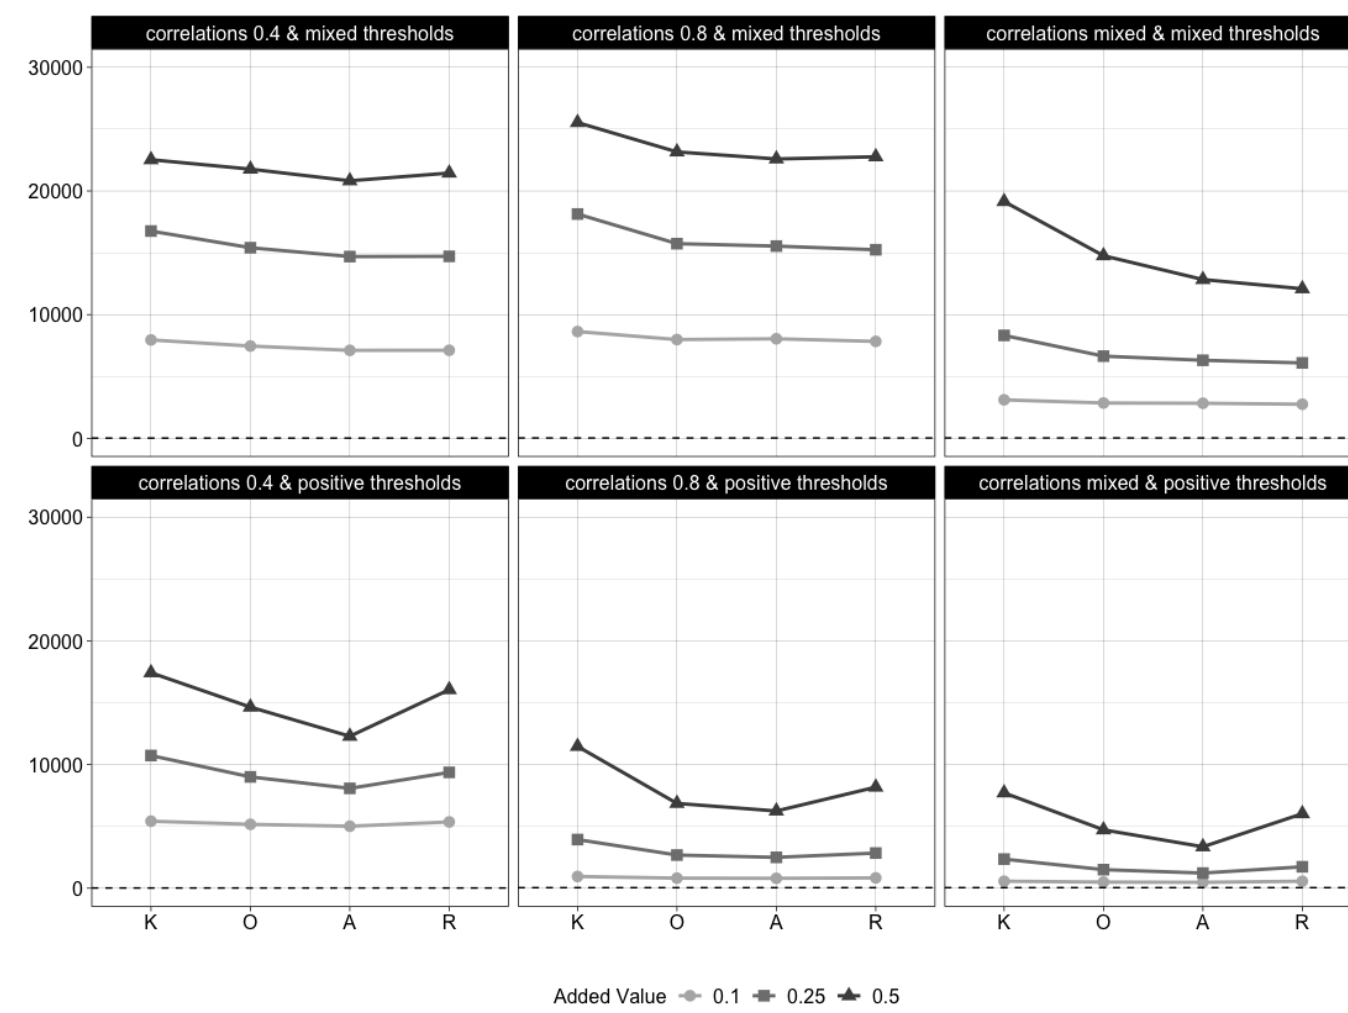 correlations 0.4 & mixed thresholds
correlations 0.8 & mixed thresholds
correlations mixed & mixed thresholds
30000
20000
10000
0
correlations 0.4 & positive thresholds
correlations 0.8 & positive thresholds
correlations mixed & positive thresholds
30000
20000
10000
0
K O A R
K O A R
K O A R
Added Value 0.1 0.25 0.5